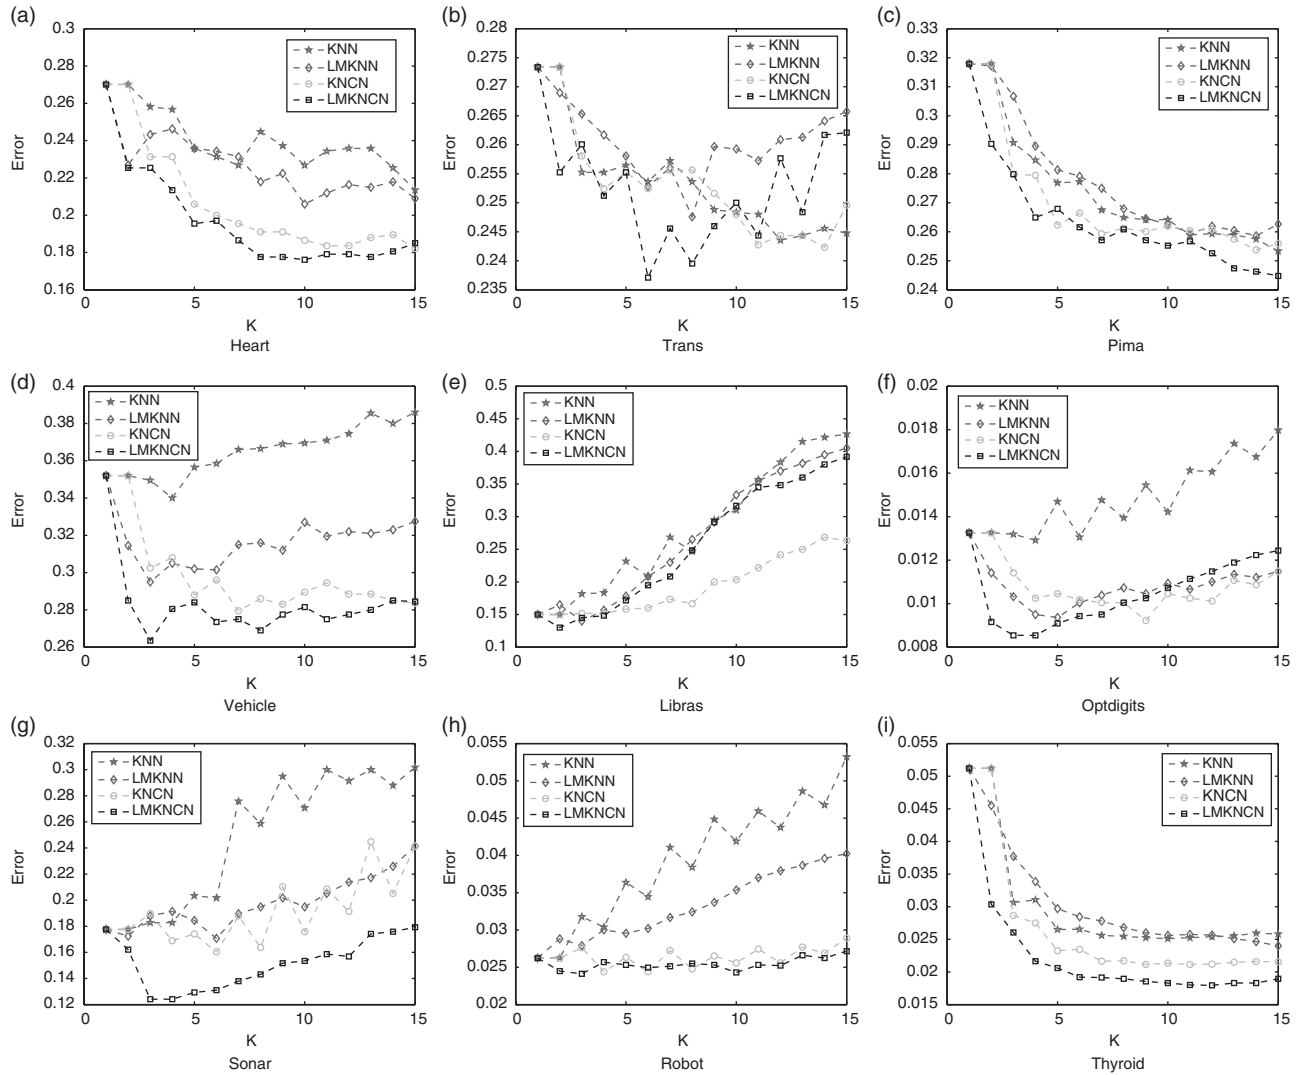 (a)
0.3
0.28
0.26
0.24
0.22
0.2
0.18
0.16
Error
KNN
LMKNN
KNCN
LMKNCN
0 5 10 15
K
Heart
(b)
0.28
0.275
0.27
0.265
0.26
0.255
0.25
0.245
0.24
0.235
Error
KNN
LMKNN
KNCN
LMKNCN
0 5 10 15
K
Trans
(c)
0.33
0.32
0.31
0.3
0.29
0.28
0.27
0.26
0.25
0.24
Error
KNN
LMKNN
KNCN
LMKNCN
0 5 10 15
K
Pima
(d)
0.4
0.38
0.36
0.34
0.32
0.3
0.28
0.26
Error
KNN
LMKNN
KNCN
LMKNCN
0 5 10 15
K
Vehicle
(e)
0.5
0.45
0.4
0.35
0.3
0.25
0.2
0.15
0.1
Error
KNN
LMKNN
KNCN
LMKNCN
0 5 10 15
K
Libras
(f)
0.02
0.018
0.016
0.014
0.012
0.01
0.008
Error
KNN
LMKNN
KNCN
LMKNCN
0 5 10 15
K
Optdigits
(g)
0.32
0.3
0.28
0.26
0.24
0.22
0.2
0.18
0.16
0.14
0.12
Error
KNN
LMKNN
KNCN
LMKNCN
0 5 10 15
K
Sonar
(h)
0.055
0.05
0.045
0.04
0.035
0.03
0.025
0.02
Error
KNN
LMKNN
KNCN
LMKNCN
0 5 10 15
K
Robot
(i)
0.055
0.05
0.045
0.04
0.035
0.03
0.025
0.02
0.015
Error
KNN
LMKNN
KNCN
LMKNCN
0 5 10 15
K
Thyroid